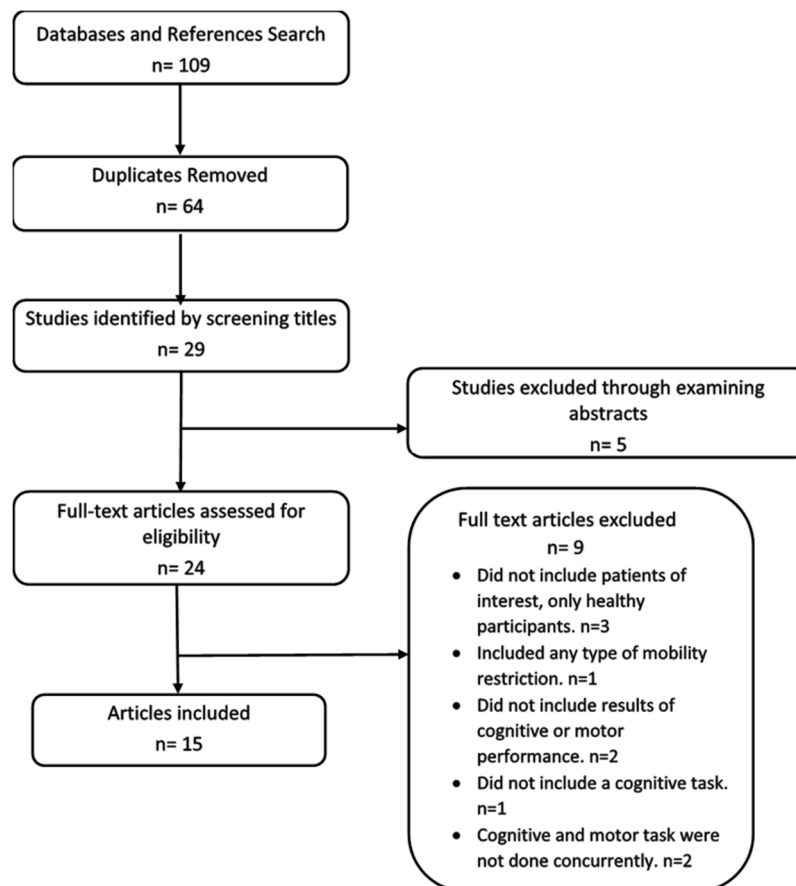 Databases and References Search
n= 109
Duplicates Removed
n= 64
Studies identified by screening titles
n= 29
Studies excluded through examining
abstracts
n= 5
Full-text articles assessed for
eligibility
n= 24
Full text articles excluded
n= 9
• Did not include patients of
interest, only healthy
participants. n=3
• Included any type of mobility
restriction. n=1
• Did not include results of
cognitive or motor
performance. n=2
• Did not include a cognitive task.
n=1
• Cognitive and motor task were
not done concurrently. n=2
Articles included
n= 15